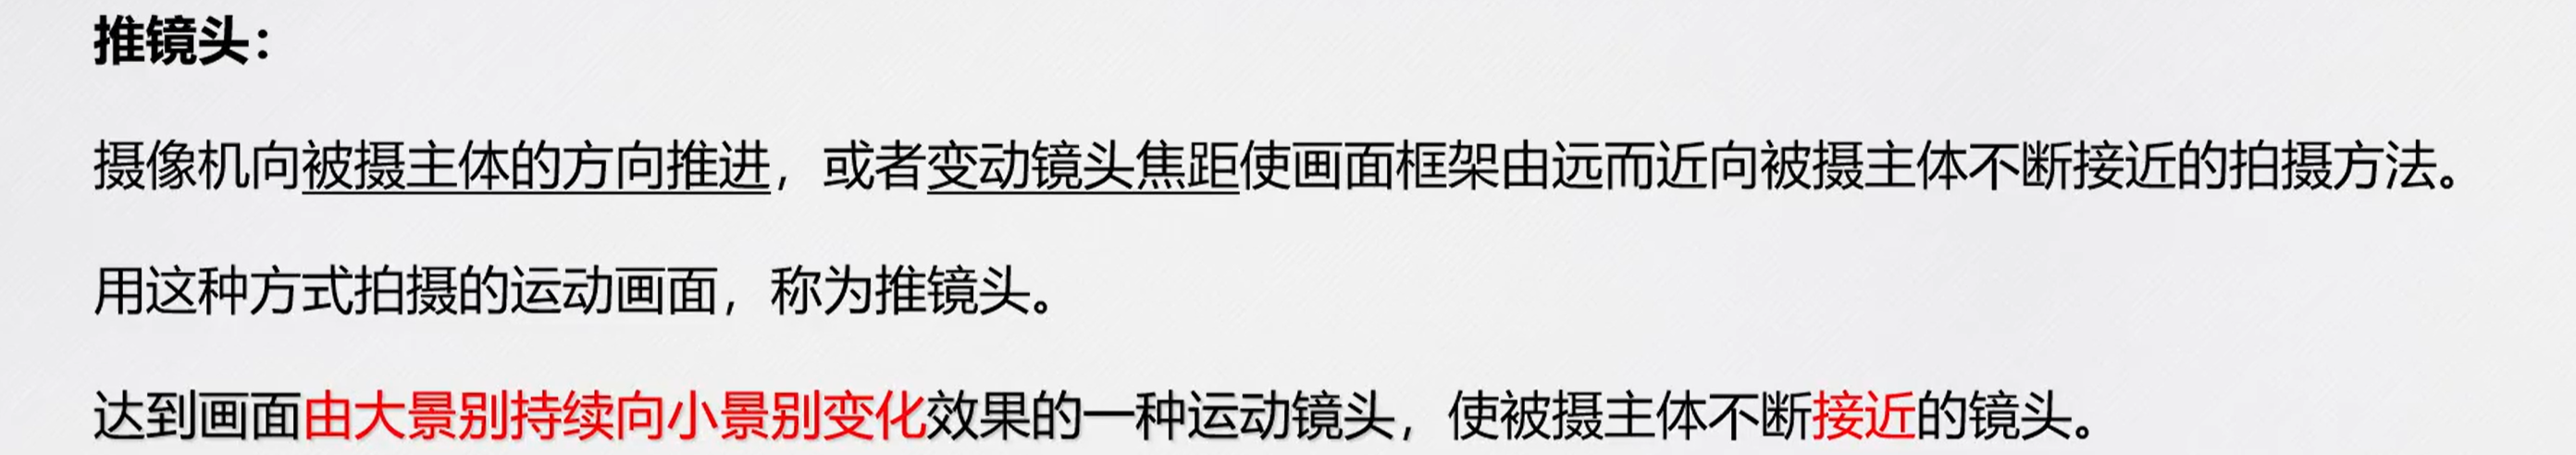 推镜头：
摄像机向被摄主体的方向推进，或者变动镜头焦距使画面框架由远而近向被摄主体不断接近的拍摄方法。
用这种方式拍摄的运动画面，称为推镜头。
达到画面由大景别持续向小景别变化效果的一种运动镜头，使被摄主体不断接近的镜头。